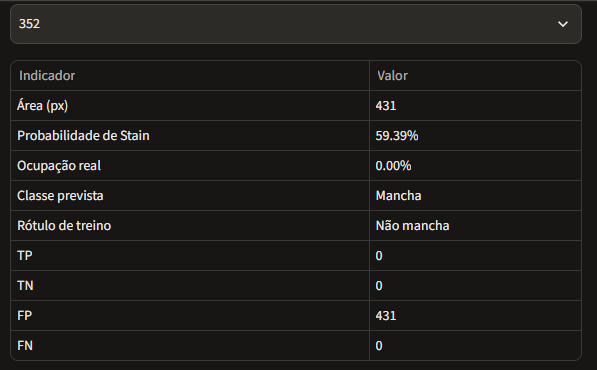 352
Indicador Valor
Área (px) 431
Probabilidade de Stain 59.39%
Ocupação real 0.00%
Classe prevista Mancha
Rótulo de treino Não mancha
TP 0
TN 0
FP 431
FN 0